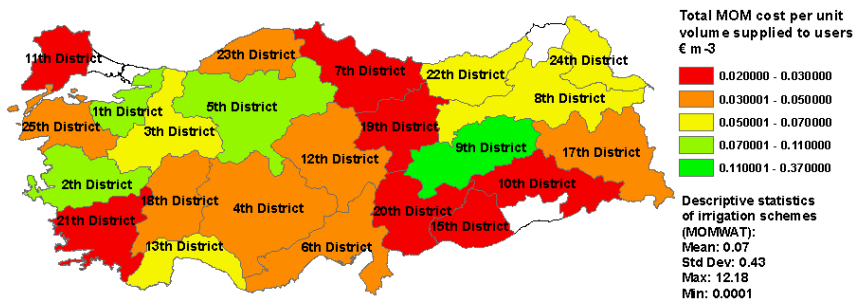 11th District
23th District
7th District
22th District
24th District
8th District
1th District
5th District
25th District
3th District
19th District
9th District
17th District
12th District
2th District
10th District
18th District
4th District
20th District
21th District
15th District
13th District
6th District
Total MOM cost per unit
volume supplied to users
€ m-3
0.020000 - 0.030000
0.030001 - 0.050000
0.050001 - 0.070000
0.070001 - 0.110000
0.110001 - 0.370000
Descriptive statistics
of irrigation schemes
(MOMWAT):
Mean: 0.07
Std Dev: 0.43
Max: 12.18
Min: 0.0001